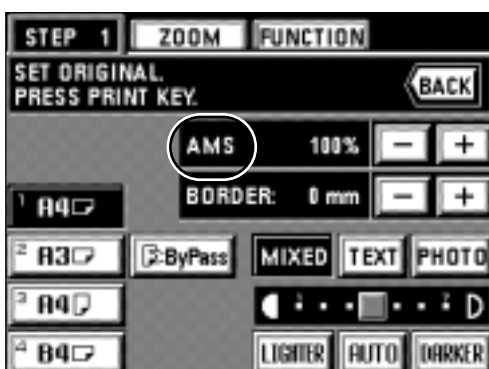 STEP 1 ZOOM FUNCTION
SET ORIGINAL.
PRESS PRINT KEY.
BACK
AMS 100% − +
BORDER: 0 mm − +
1 A4
2 A3 :ByPass MIXED TEXT PHOTO
3 A4
4 B4 LIGHTER AUTO DARKER